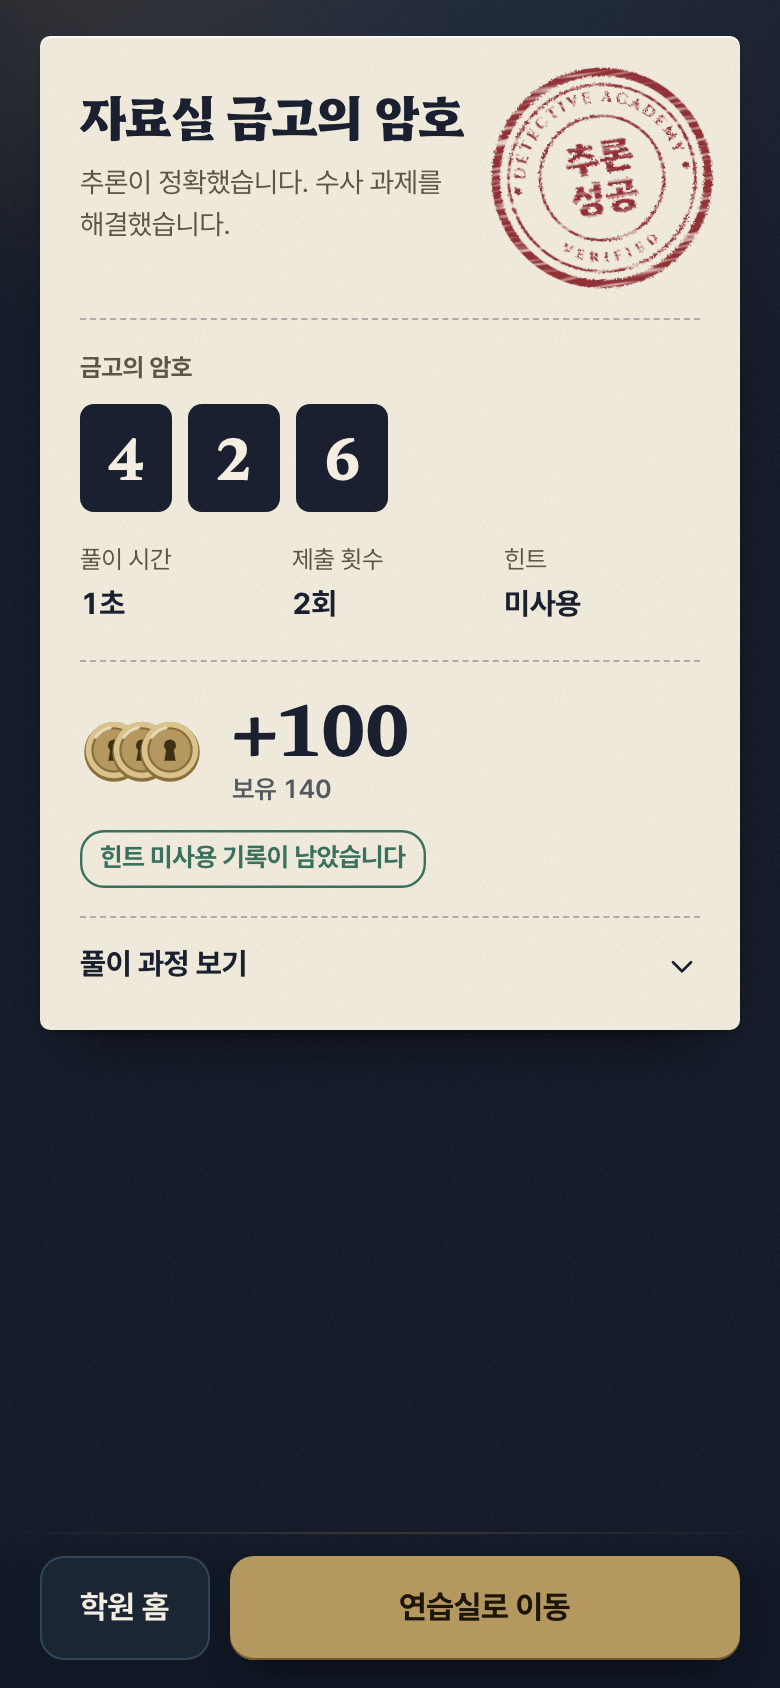 자료실 금고의 암호
추론이 정확했습니다. 수사 과제를
해결했습니다.
DETECTIVE ACADEMY
추론
성공
VERIFIED
금고의 암호
4 2 6
풀이 시간 제출 횟수 힌트
1초 2회 미사용
+100
보유 140
힌트 미사용 기록이 남았습니다
풀이 과정 보기
학원 홈 연습실로 이동